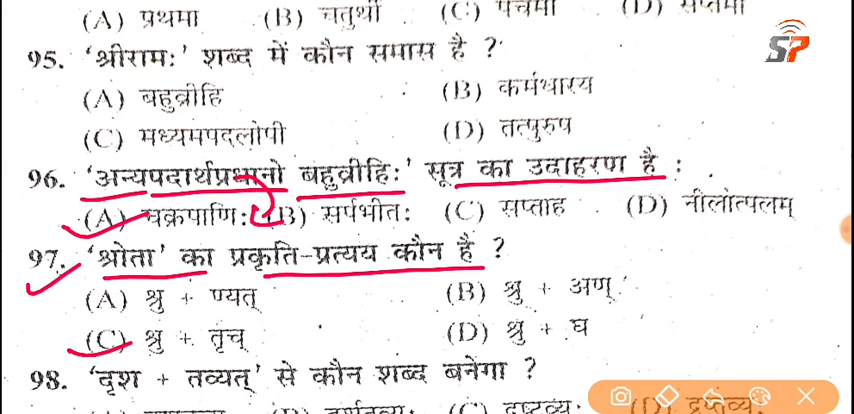 (A) प्रथमा (B) चतुर्थी (C) पंचमी (D) सप्तमी
SP
95. ‘श्रीराम:’ शब्द में कौन समास है ?
(A) बहुव्रीहि (B) कर्मधारय
(C) मध्यमपदलोपी (D) तत्पुरुष
96. ‘अन्यपदार्थप्रधानो बहुव्रीहि:’ सूत्र का उदाहरण है :
(A) चक्रपाणि: (B) सर्पभीत: (C) सप्ताह (D) नीलोत्पलम्
97. ‘श्रोता’ का प्रकृति-प्रत्यय कौन है ?
(A) श्रु + ण्यत् (B) श्रु + अण्
(C) श्रु + तृच् (D) श्रु + घ
98. ‘दृश + तव्यत्’ से कौन शब्द बनेगा ?